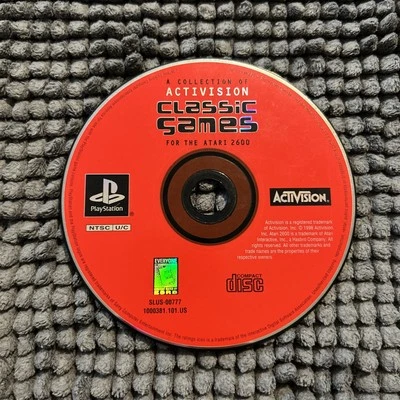 A COLLECTION OF
ACTIVISION
classic
games
FOR THE ATARI 2600
PlayStation
NTSC U/C
ACTIVISION.
Activision is a registered trademark
of Activision, Inc. © 1998 Activision,
Inc. Atari 2600 is a trademark of Atari
Interactive, Inc., a Hasbro Company. All
rights reserved. All other trademarks and
trade names are the properties of their
respective owners.
EVERYONE
ESRB
SLUS-00777
1000381.101.US
COMPACT
disc